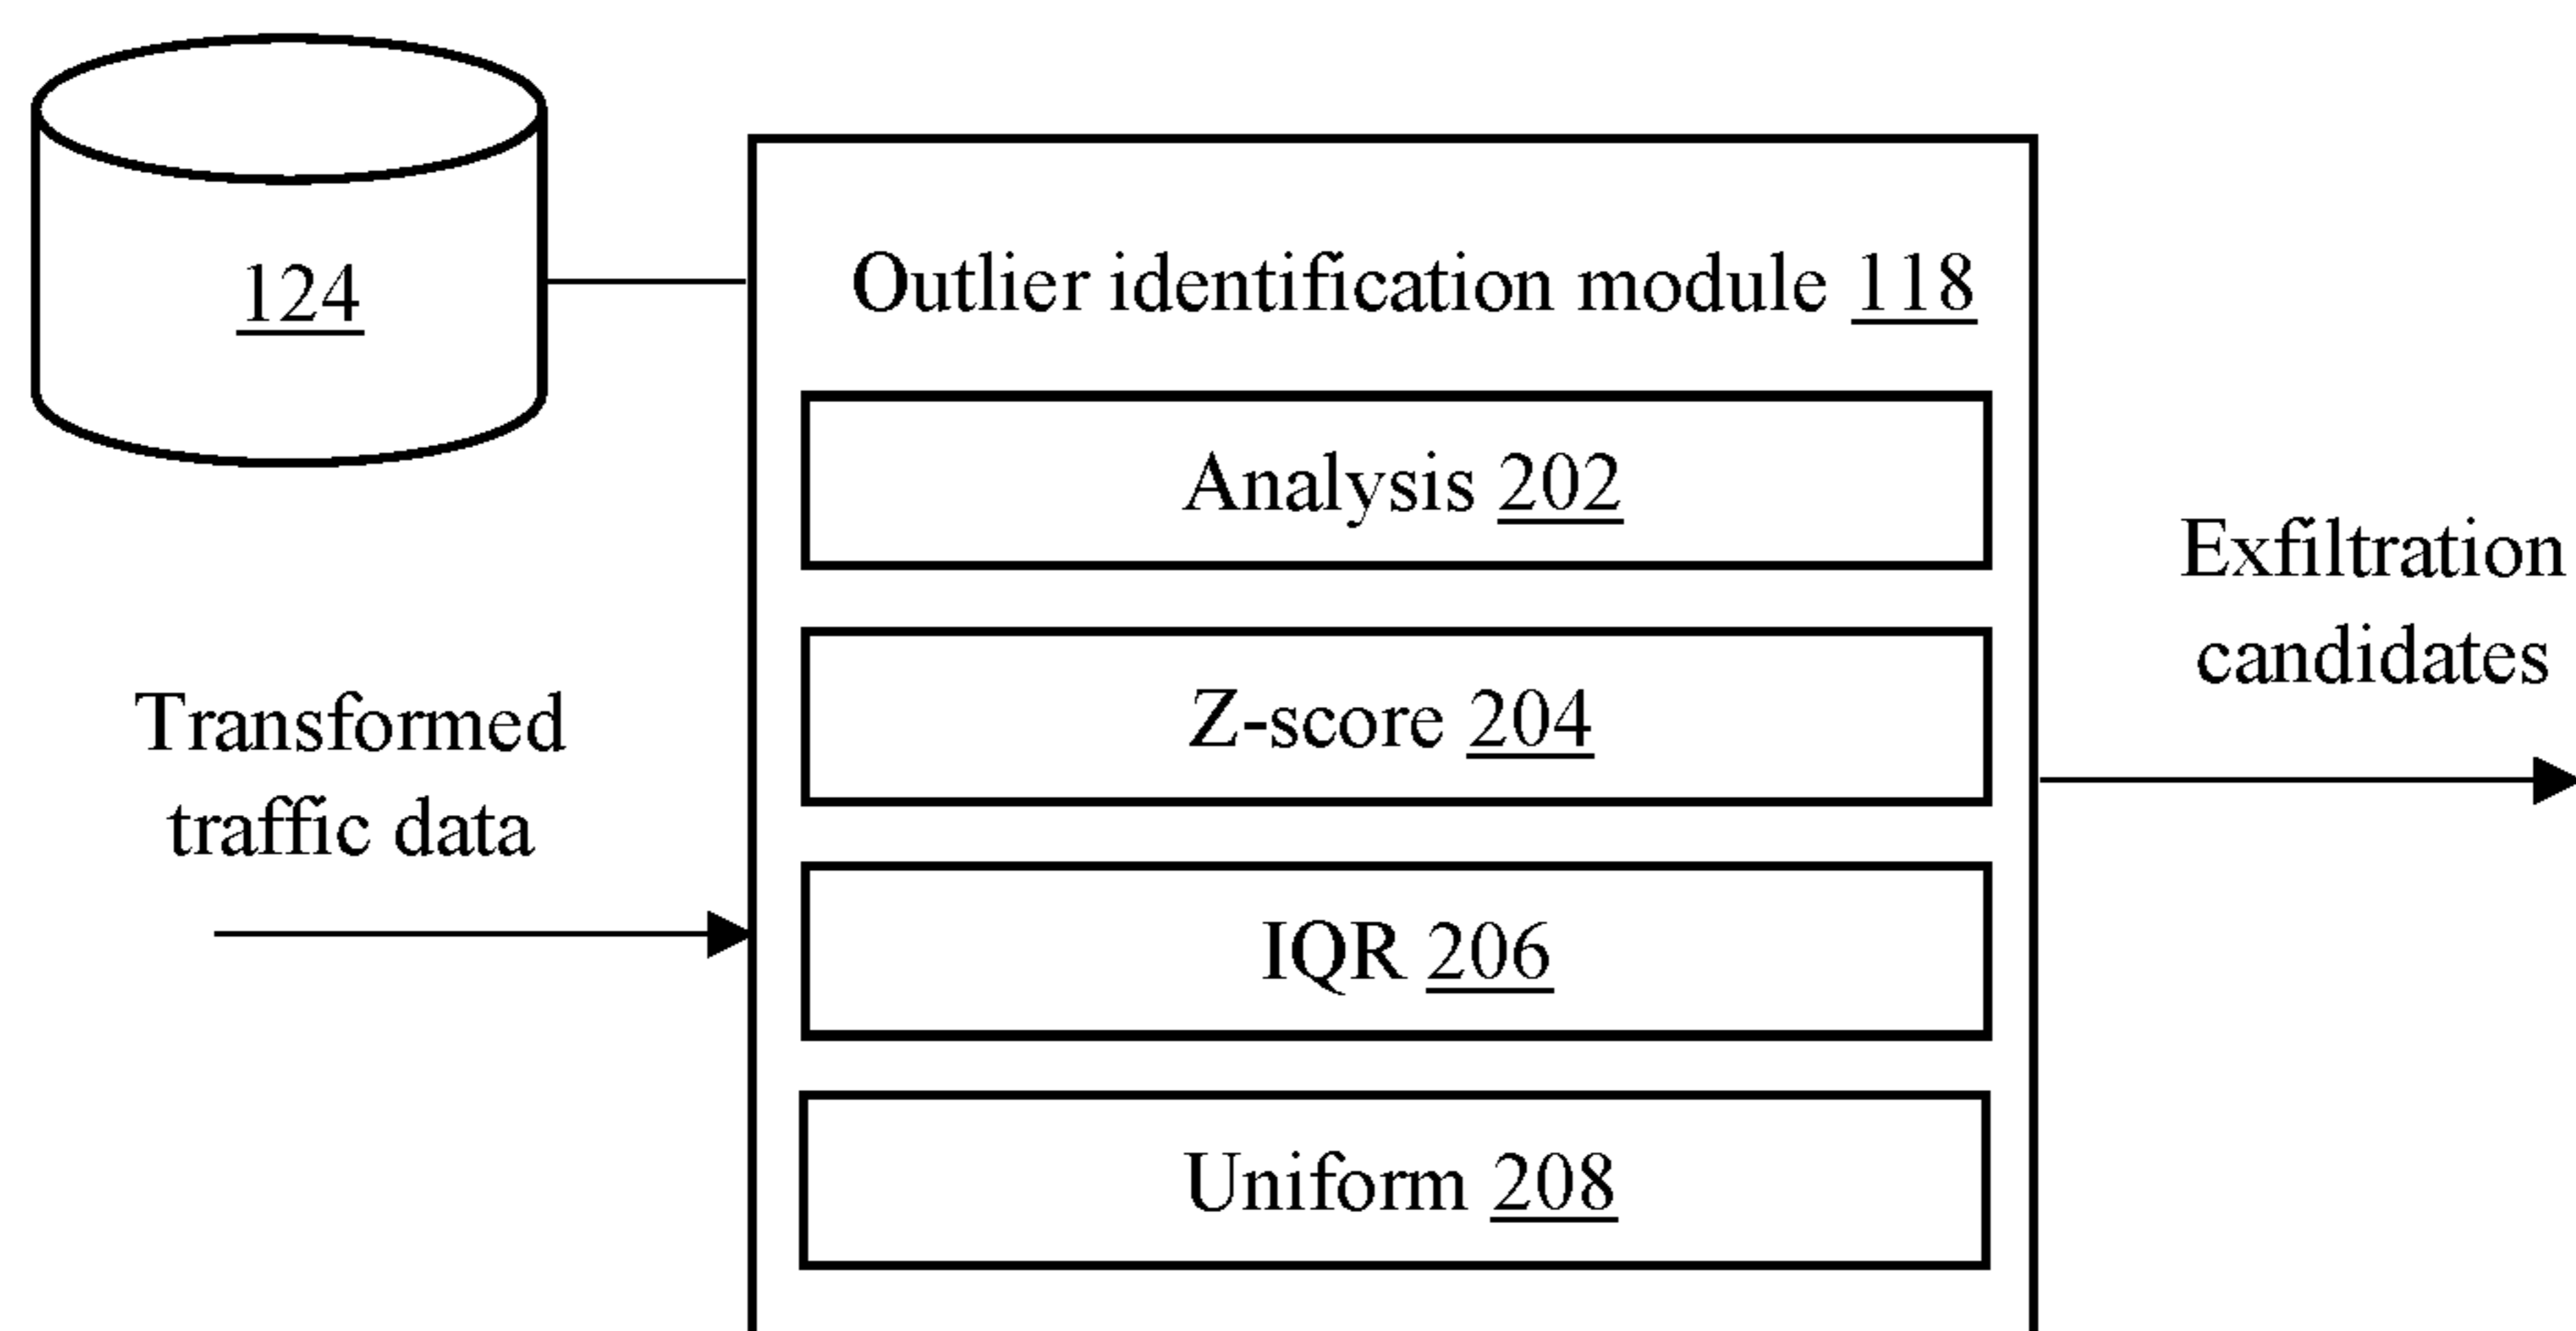 124
Outlier identification module 118
Analysis 202
Z-score 204
IQR 206
Uniform 208
Transformed
traffic data
Exfiltration
candidates